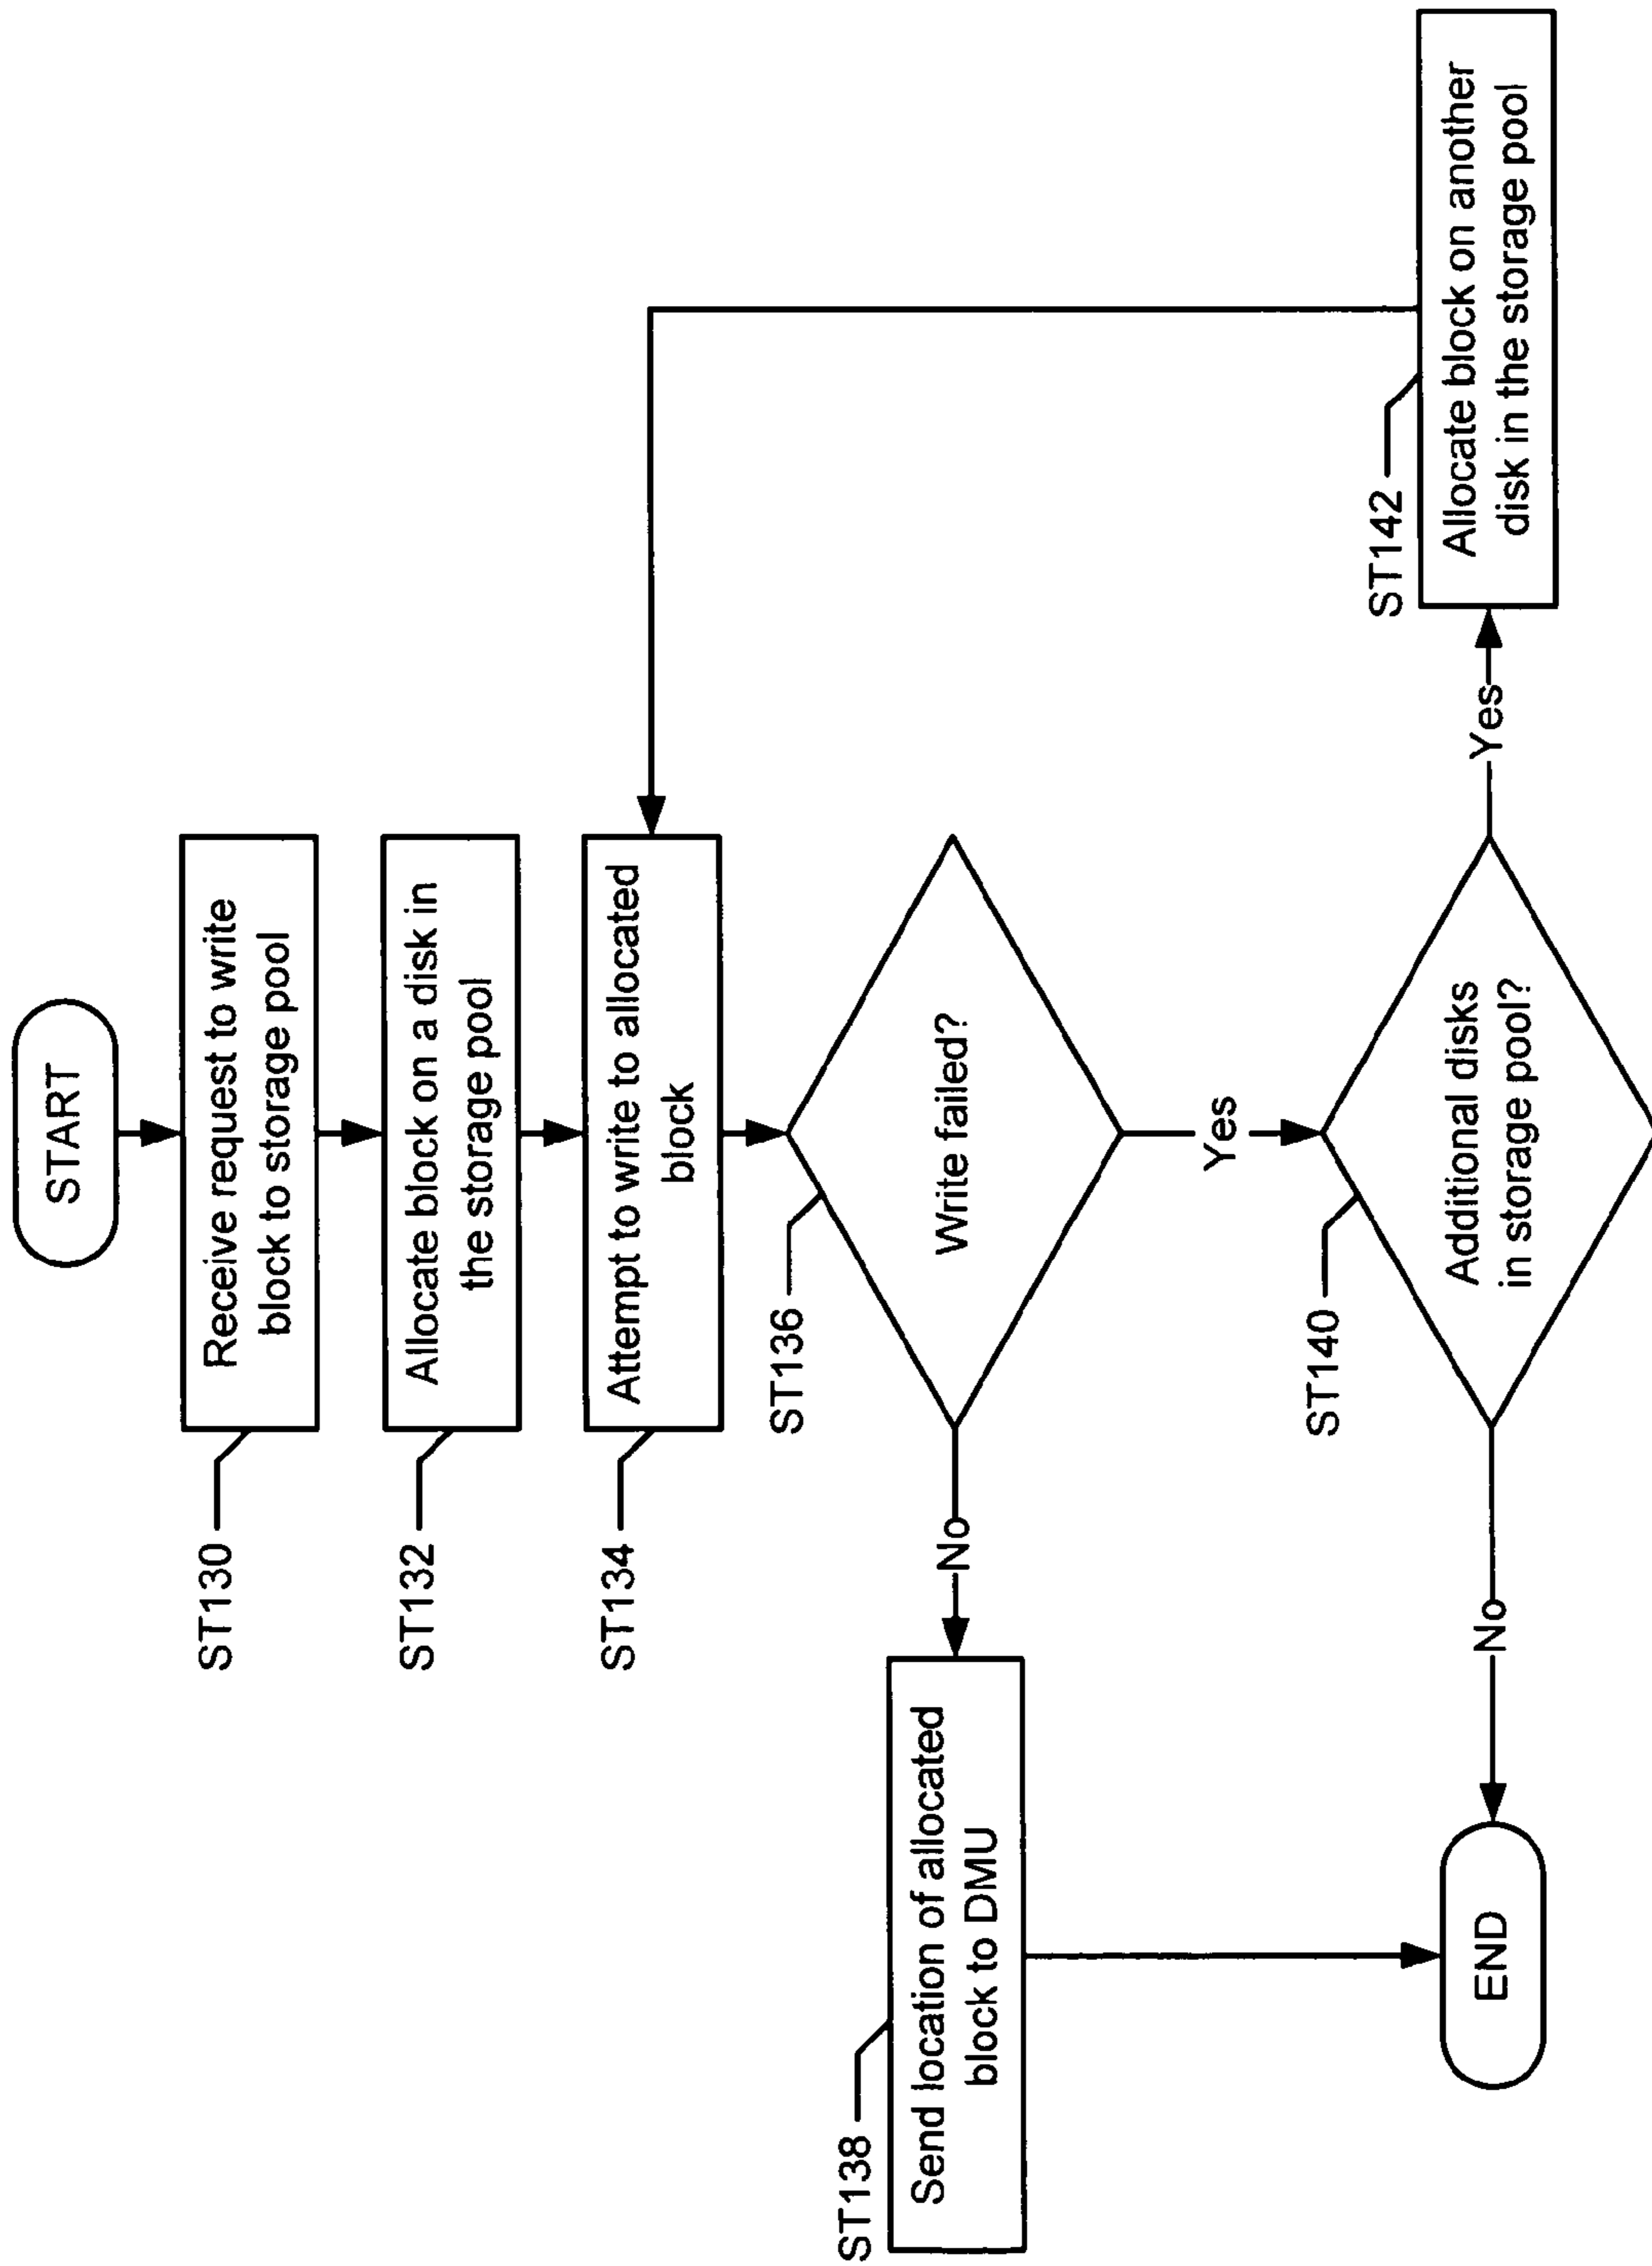 START
ST130
Receive request to write
block to storage pool
ST132
Allocate block on a disk in
the storage pool
ST134
Attempt to write to allocated
block
ST136
Write failed?
No
Yes
ST138
Send location of allocated
block to DMU
ST140
Additional disks
in storage pool?
No
Yes
ST142
Allocate block on another
disk in the storage pool
END